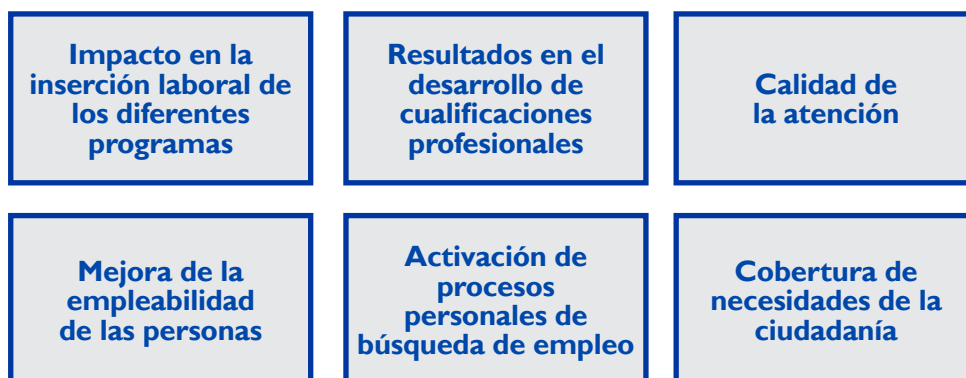 Impacto en la
inserción laboral de
los diferentes
programas
Resultados en el
desarrollo de
cualificaciones
profesionales
Calidad de
la atención
Mejora de la
empleabilidad
de las personas
Activación de
procesos
personales de
búsqueda de empleo
Cobertura de
necesidades de la
ciudadanía